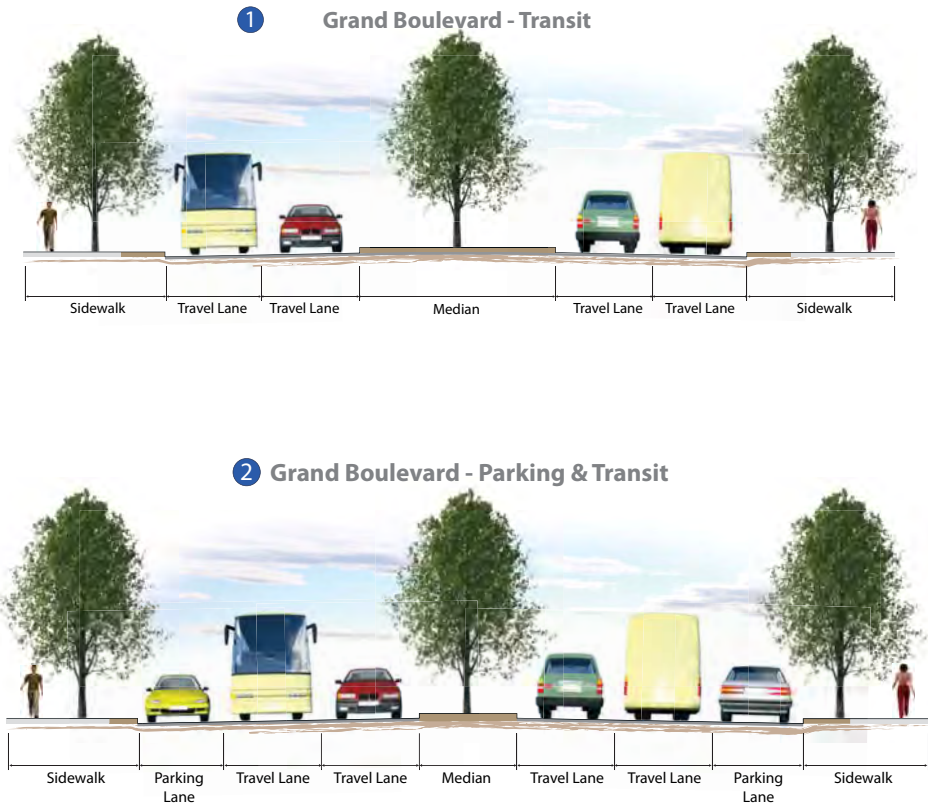 1 Grand Boulevard - Transit
Sidewalk Travel Lane Travel Lane Median Travel Lane Travel Lane Sidewalk
2 Grand Boulevard - Parking & Transit
Sidewalk Parking Lane Travel Lane Travel Lane Median Travel Lane Travel Lane Parking Lane Sidewalk